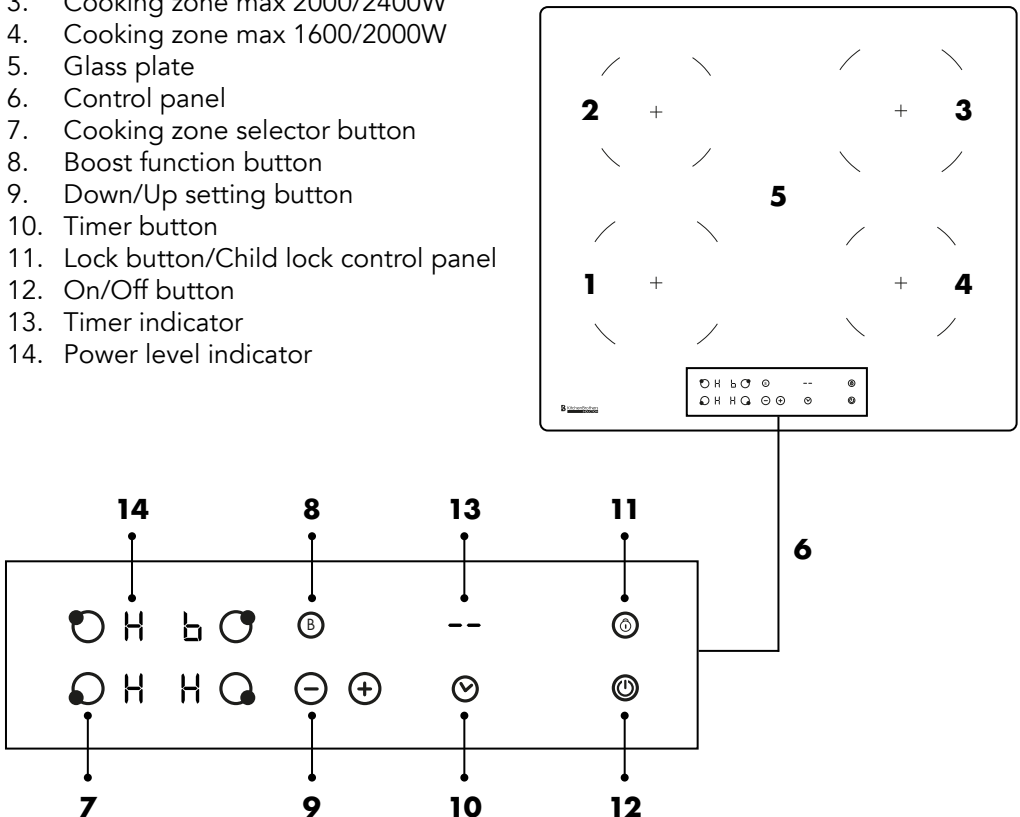 3. Cooking zone max 2000/2400W
4. Cooking zone max 1600/2000W
5. Glass plate
6. Control panel
7. Cooking zone selector button
8. Boost function button
9. Down/Up setting button
10. Timer button
11. Lock button/Child lock control panel
12. On/Off button
13. Timer indicator
14. Power level indicator
2 3
5
1 4
H b B --
H H
KitchenBrothers
14 8 13 11
6
H b B --
H H
7 9 10 12